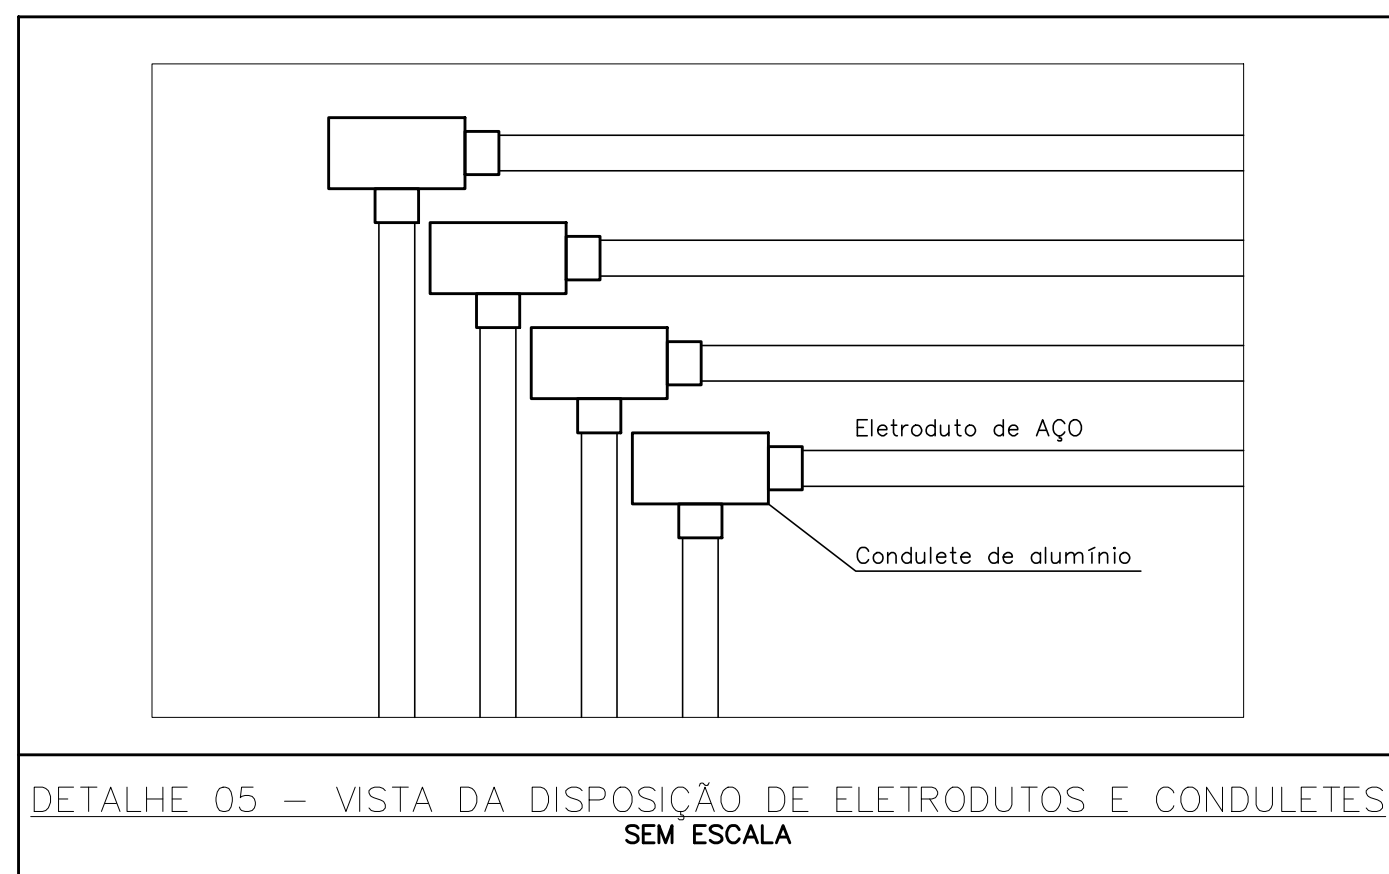 Eletroduto de AÇO
Condulete de alumínio
DETALHE 05 – VISTA DA DISPOSIÇÃO DE ELETRODUTOS E CONDULETES
SEM ESCALA